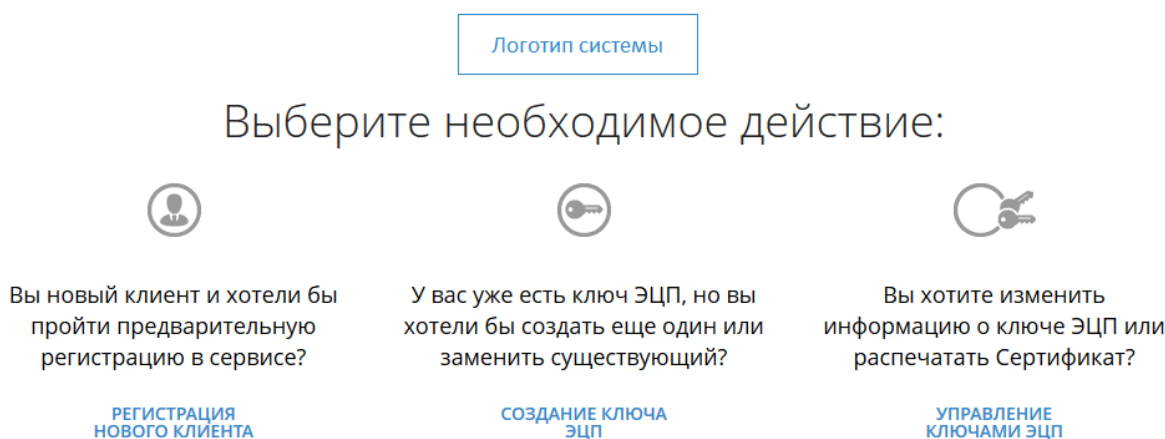 Логотип системы
Выберите необходимое действие:
Вы новый клиент и хотели бы
пройти предварительную
регистрацию в сервисе?
РЕГИСТРАЦИЯ
НОВОГО КЛИЕНТА
У вас уже есть ключ ЭЦП, но вы
хотели бы создать еще один или
заменить существующий?
СОЗДАНИЕ КЛЮЧА
ЭЦП
Вы хотите изменить
информацию о ключе ЭЦП или
распечатать Сертификат?
УПРАВЛЕНИЕ
КЛЮЧАМИ ЭЦП